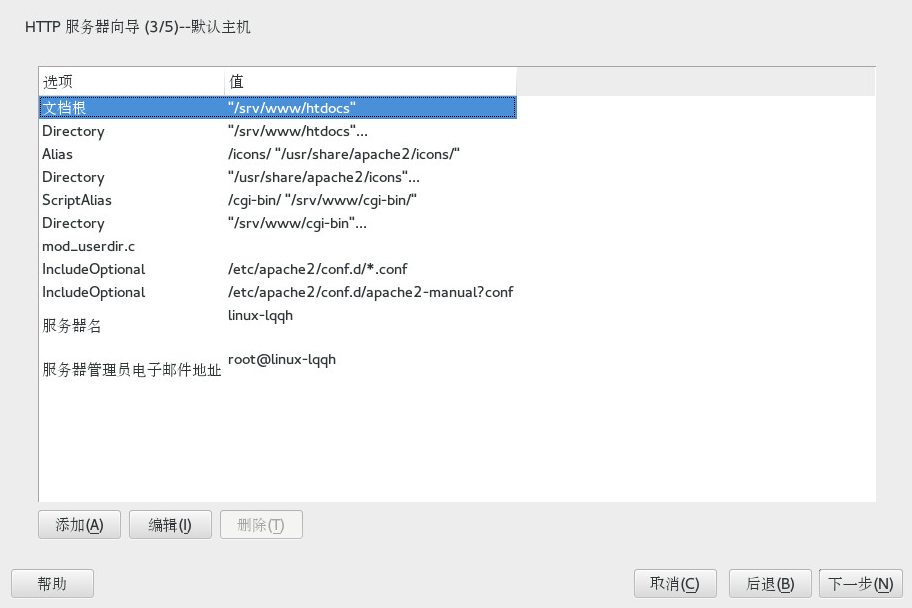 HTTP 服务器向导 (3/5)--默认主机
选项 值
文档根 "/srv/www/htdocs"
Directory "/srv/www/htdocs"...
Alias /icons/ "/usr/share/apache2/icons/"
Directory "/usr/share/apache2/icons"...
ScriptAlias /cgi-bin/ "/srv/www/cgi-bin/"
Directory "/srv/www/cgi-bin"...
mod_userdir.c
IncludeOptional /etc/apache2/conf.d/*.conf
IncludeOptional /etc/apache2/conf.d/apache2-manual?conf
服务器名 linux-lqqh
服务器管理员电子邮件地址 root@linux-lqqh
添加(A) 编辑(I) 删除(T)
帮助 取消(C) 后退(B) 下一步(N)